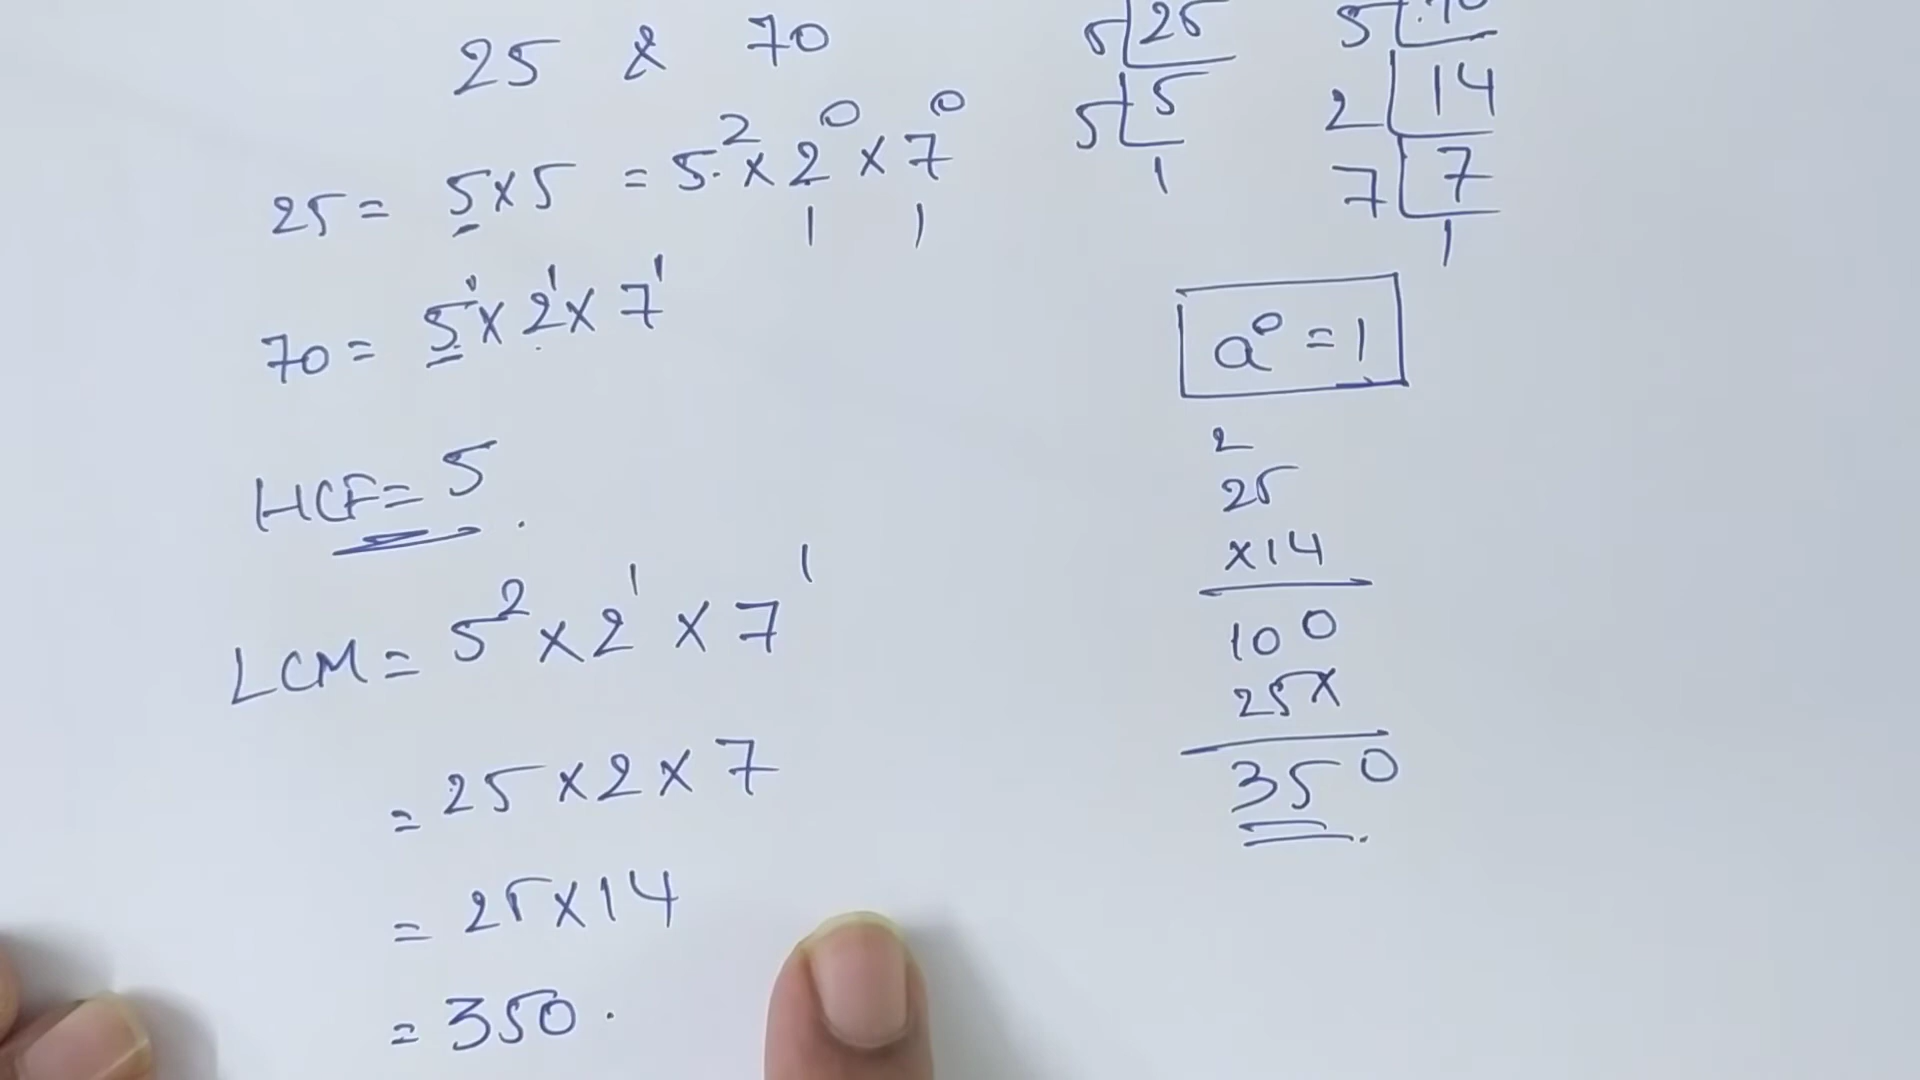 25 & 70
25 = 5 x 5 = 5² x 2⁰ x 7⁰
1 1
70 = 5¹ x 2¹ x 7¹
HCF = 5
LCM = 5² x 2¹ x 7¹
= 25 x 2 x 7
= 25 x 14
= 350.
5 25
5 5
1
5
2 14
7 7
1
a⁰ = 1
2
25
x14
100
25x
350